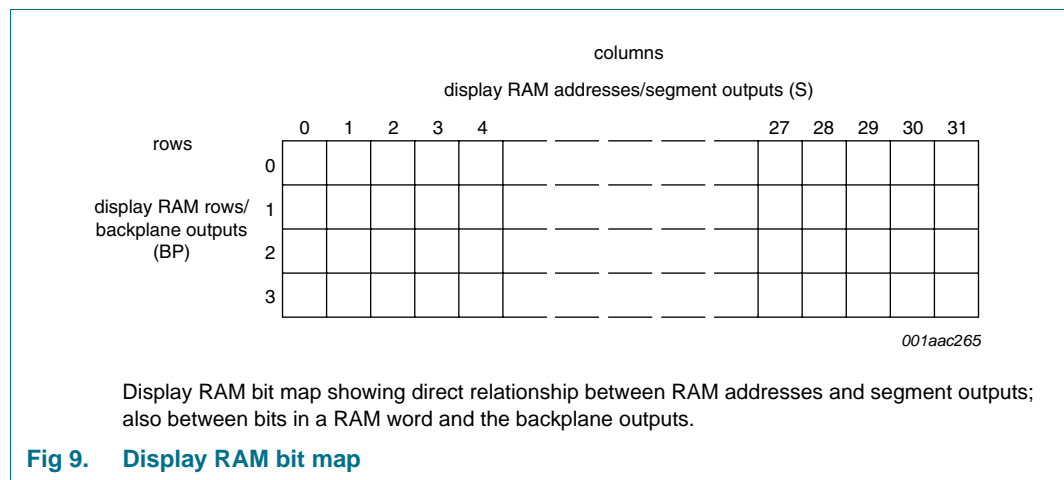 columns
display RAM addresses/segment outputs (S)
0 1 2 3 4 27 28 29 30 31
rows
0
display RAM rows/
backplane outputs
(BP)
1
2
3
001aac265
Display RAM bit map showing direct relationship between RAM addresses and segment outputs;
also between bits in a RAM word and the backplane outputs.
Fig 9. Display RAM bit map